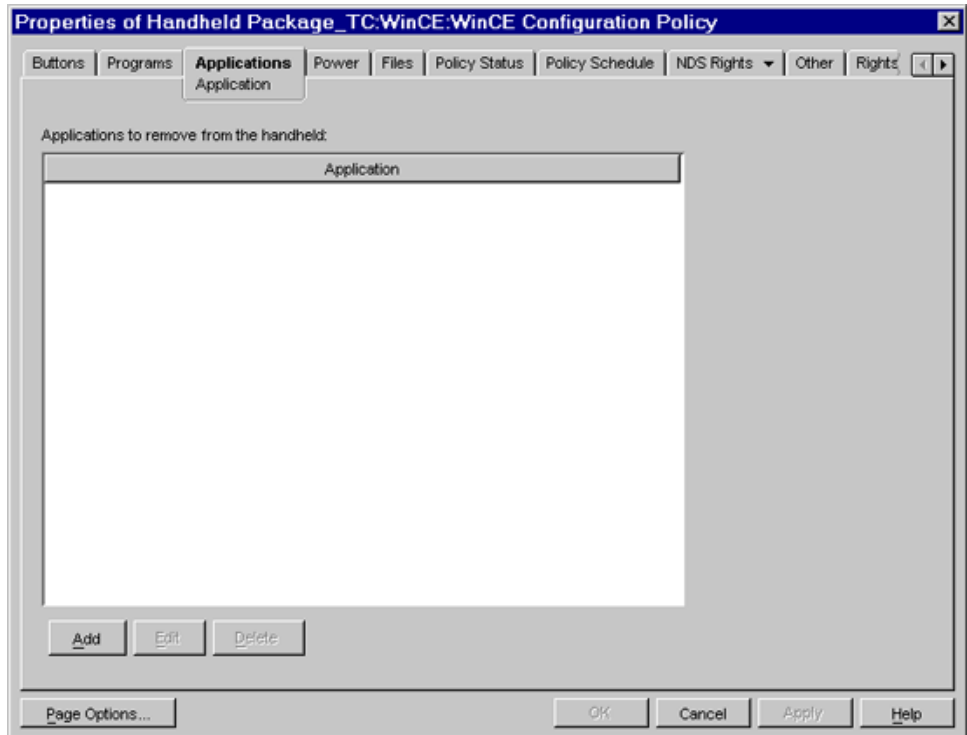 Properties of Handheld Package_TC:WinCE:WinCE Configuration Policy
Buttons Programs Applications Power Files Policy Status Policy Schedule NDS Rights Other Rights
Application
Applications to remove from the handheld:
Application
Add Edit Delete
Page Options... OK Cancel Apply Help